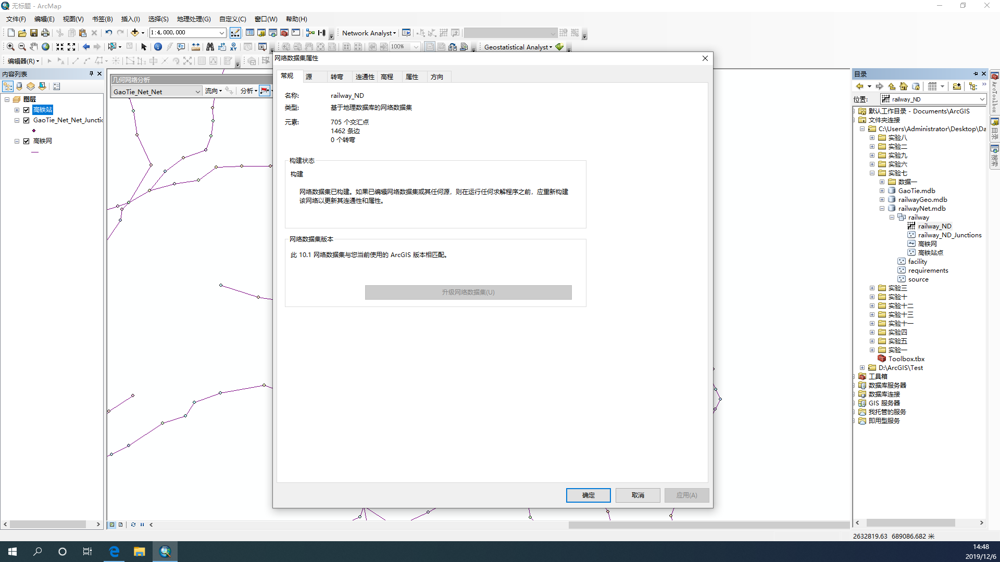 无标题 - ArcMap
文件(F) 编辑(E) 视图(V) 书签(B) 插入(I) 选择(S) 地理处理(G) 自定义(C) 窗口(W) 帮助(H)
1:4,000,000
Network Analyst
100%
Geostatistical Analyst
编辑器(R)
内容列表
图层
高铁站
GaoTie_Net_Net_Juncti
高铁网
几何网络分析
GaoTie_Net_Net
流向
分析
网络数据集属性
常规 源 转弯 连通性 高程 属性 方向
名称: railway_ND
类型: 基于地理数据库的网络数据集
元素: 705 个交汇点
1462 条边
0 个转弯
构建状态
构建
网络数据集已构建。如果已编辑网络数据集或其任何源，则在运行任何求解程序之前，应重新构建
该网络以更新其连通性和属性。
网络数据集版本
此 10.1 网络数据集与您当前使用的 ArcGIS 版本相匹配。
升级网络数据集(U)
确定 取消 应用(A)
目录
位置: railway_ND
默认工作目录 - Documents\ArcGIS
文件夹连接
C:\Users\Administrator\Desktop\Da
实验八
实验二
实验九
实验六
实验七
数据一
GaoTie.mdb
railwayGeo.mdb
railwayNet.mdb
railway
railway_ND
railway_ND_Junctions
高铁网
高铁站点
facility
requirements
source
实验三
实验十
实验十二
实验十三
实验十一
实验四
实验五
实验一
Toolbox.tbx
D:\ArcGIS\Test
工具箱
数据库服务器
数据库连接
GIS 服务器
我托管的服务
即用型服务
ArcToolbox
目录
搜索
2632819.63 689086.682 米
14:48
2019/12/6